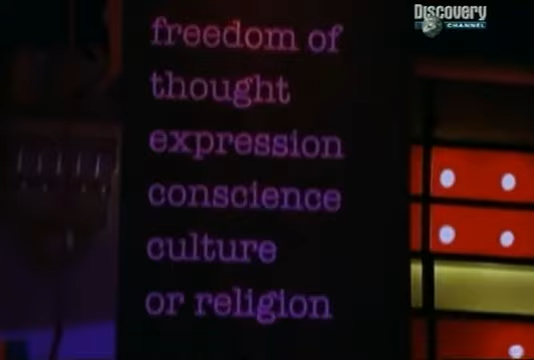 Discovery
CHANNEL
freedom of
thought
expression
conscience
culture
or religion